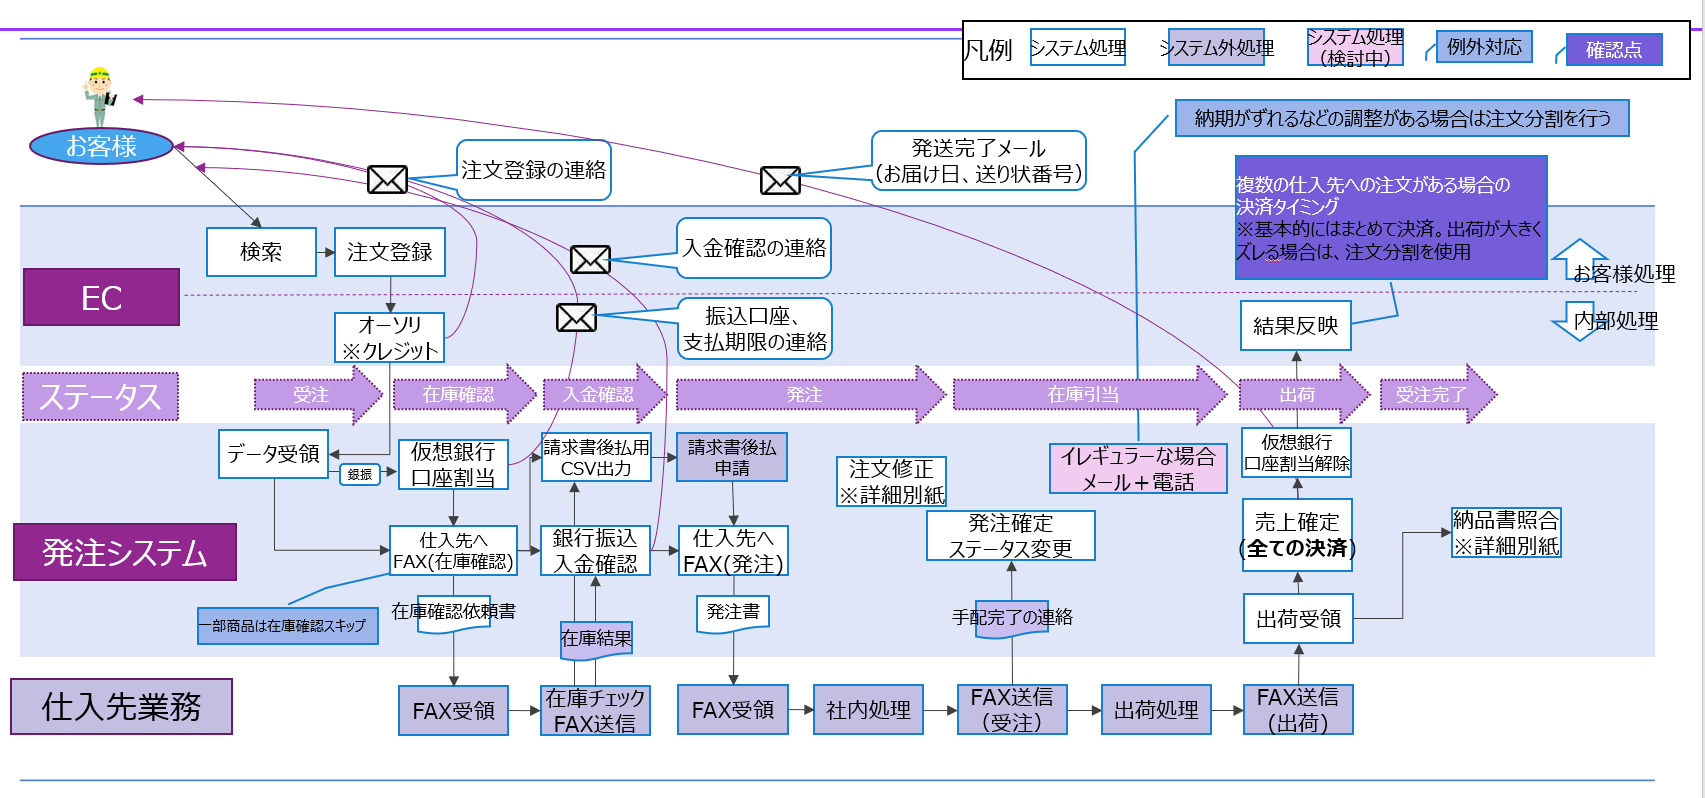 凡例
システム処理
システム外処理
システム処理
(検討中)
例外対応
確認点
お客様
注文登録の連絡
発送完了メール
(お届け日、送り状番号)
納期がずれるなどの調整がある場合は注文分割を行う
複数の仕入先への注文がある場合の
決済タイミング
※基本的にはまとめて決済。出荷が大きく
ズレる場合は、注文分割を使用
検索
注文登録
入金確認の連絡
お客様処理
EC
オーソリ
※クレジット
振込口座、
支払期限の連絡
結果反映
内部処理
ステータス
受注
在庫確認
入金確認
発注
在庫引当
出荷
受注完了
データ受領
銀振
仮想銀行
口座割当
請求書後払用
CSV出力
請求書後払
申請
注文修正
※詳細別紙
イレギュラーな場合
メール＋電話
仮想銀行
口座割当解除
発注システム
仕入先へ
FAX(在庫確認)
銀行振込
入金確認
仕入先へ
FAX(発注)
発注確定
ステータス変更
売上確定
(全ての決済)
納品書照合
※詳細別紙
一部商品は在庫確認スキップ
在庫確認依頼書
在庫結果
発注書
手配完了の連絡
出荷受領
仕入先業務
FAX受領
在庫チェック
FAX送信
FAX受領
社内処理
FAX送信
(受注)
出荷処理
FAX送信
(出荷)